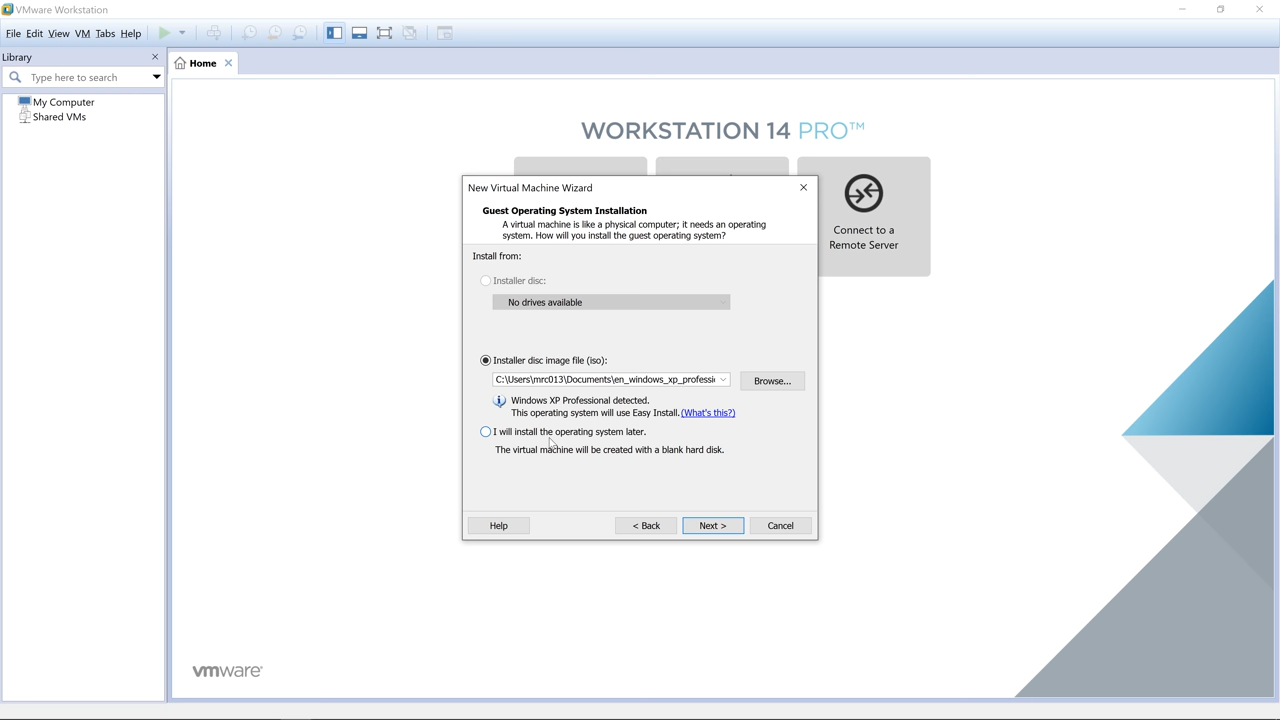 VMware Workstation
File Edit View VM Tabs Help
Library
Type here to search
Home
My Computer
Shared VMs
WORKSTATION 14 PRO™
Connect to a
Remote Server
New Virtual Machine Wizard
Guest Operating System Installation
A virtual machine is like a physical computer; it needs an operating
system. How will you install the guest operating system?
Install from:
Installer disc:
No drives available
Installer disc image file (iso):
C:\Users\mrc013\Documents\en_windows_xp_professi
Browse...
Windows XP Professional detected.
This operating system will use Easy Install. (What's this?)
I will install the operating system later.
The virtual machine will be created with a blank hard disk.
Help
< Back
Next >
Cancel
vmware®